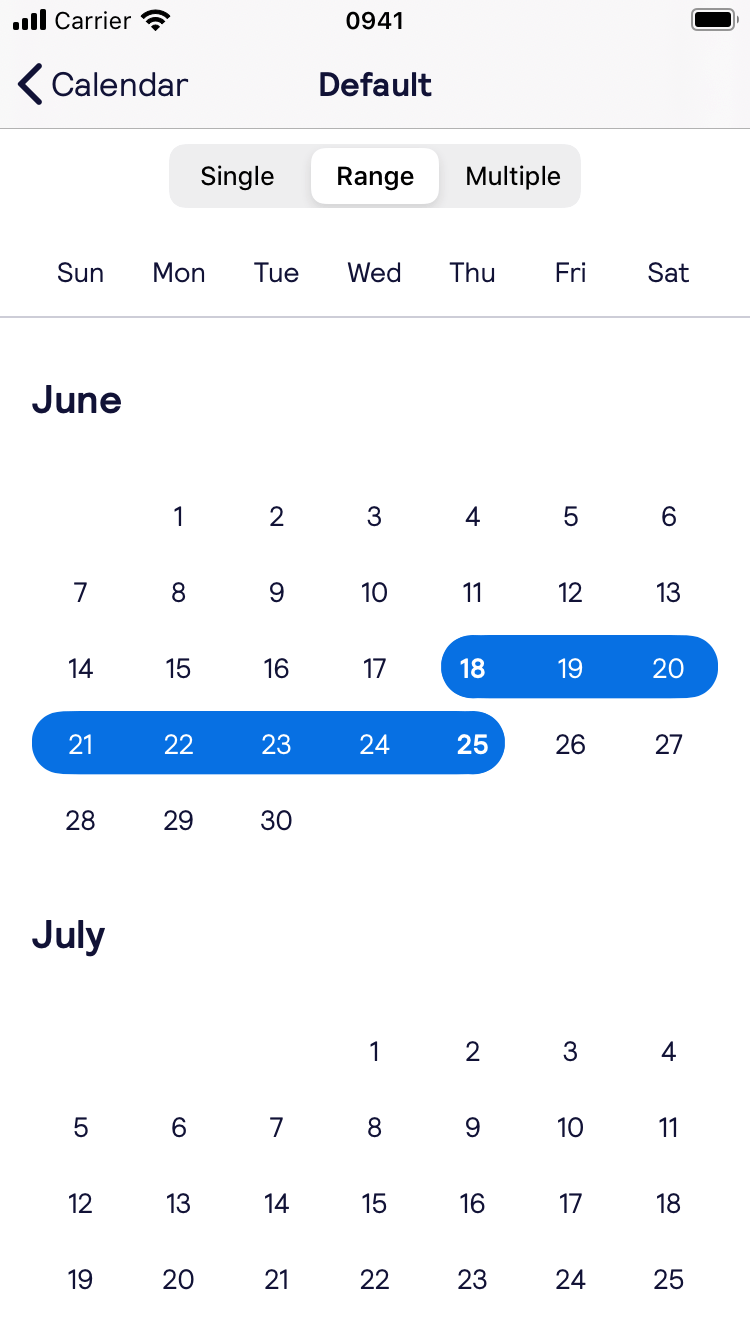 Carrier 0941
Calendar Default
Single Range Multiple
Sun Mon Tue Wed Thu Fri Sat
June
1 2 3 4 5 6
7 8 9 10 11 12 13
14 15 16 17 18 19 20
21 22 23 24 25 26 27
28 29 30
July
1 2 3 4
5 6 7 8 9 10 11
12 13 14 15 16 17 18
19 20 21 22 23 24 25